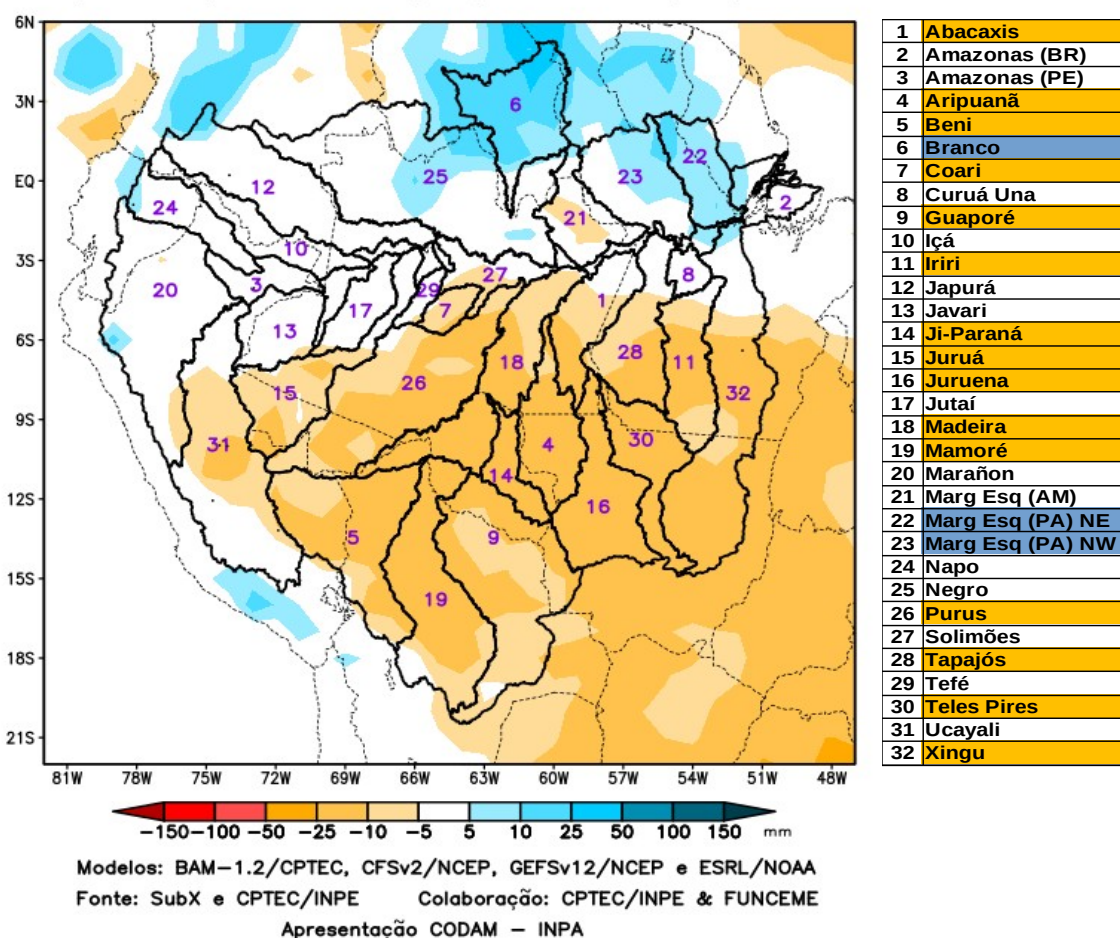 6N
3N
EQ
3S
6S
9S
12S
15S
18S
21S
81W 78W 75W 72W 69W 66W 63W 60W 57W 54W 51W 48W
6
22
12
25
23
2
24
21
10
27
8
20
3
29
1
7
17
13
28
18
11
26
15
32
31
4
30
14
16
5
9
19
-150 -100 -50 -25 -10 -5 5 10 25 50 100 150 mm
Modelos: BAM-1.2/CPTEC, CFSv2/NCEP, GEFSv12/NCEP e ESRL/NOAA
Fonte: SubX e CPTEC/INPE Colaboração: CPTEC/INPE & FUNCEME
Apresentação CODAM - INPA
1 Abacaxis
2 Amazonas (BR)
3 Amazonas (PE)
4 Aripuanã
5 Beni
6 Branco
7 Coari
8 Curuá Una
9 Guaporé
10 Içá
11 Iriri
12 Japurá
13 Javari
14 Ji-Paraná
15 Juruá
16 Juruena
17 Jutaí
18 Madeira
19 Mamoré
20 Marañon
21 Marg Esq (AM)
22 Marg Esq (PA) NE
23 Marg Esq (PA) NW
24 Napo
25 Negro
26 Purus
27 Solimões
28 Tapajós
29 Tefé
30 Teles Pires
31 Ucayali
32 Xingu